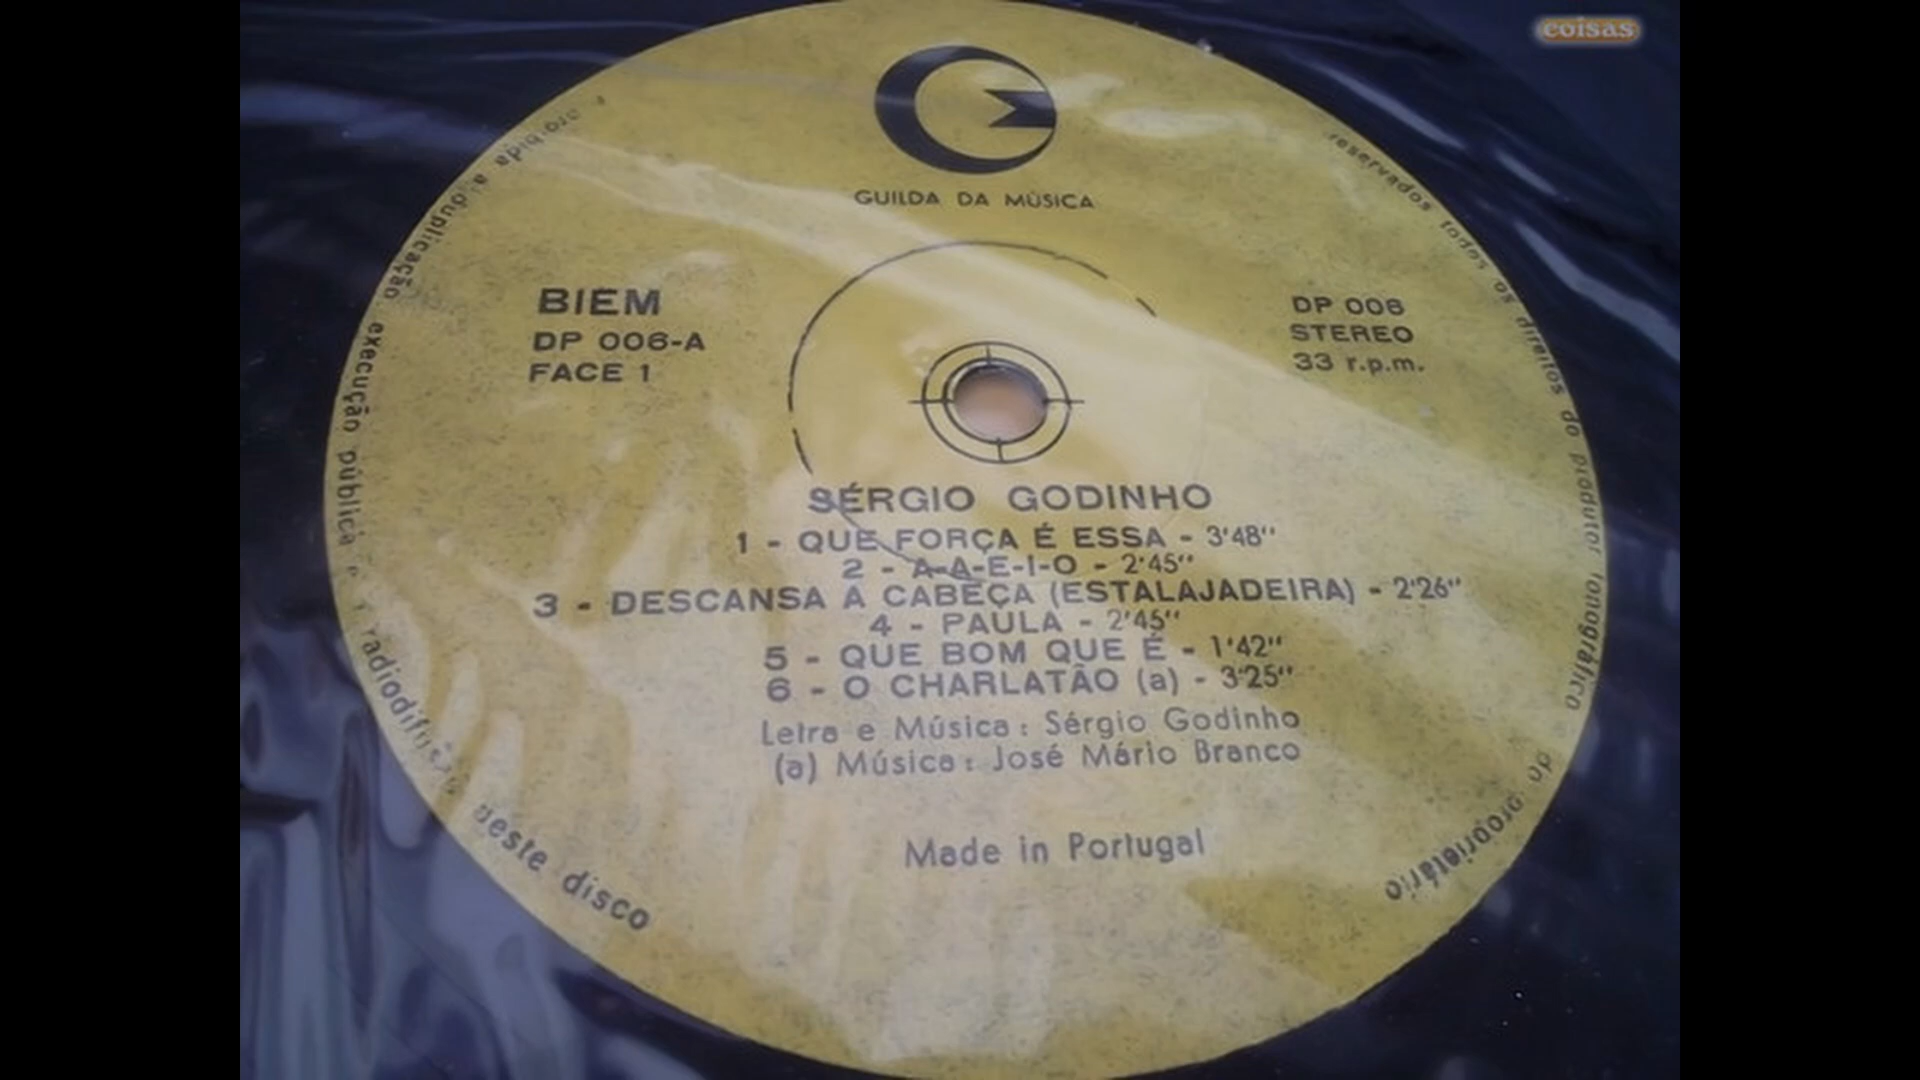 coisas
GUILDA DA MÚSICA
BIEM
DP 006-A
FACE 1
DP 006
STEREO
33 r.p.m.
SÉRGIO GODINHO
1 - QUE FORÇA É ESSA - 3'48"
2 - A-A-E-I-O - 2'45"
3 - DESCANSA A CABEÇA (ESTALAJADEIRA) - 2'26"
4 - PAULA - 2'45"
5 - QUE BOM QUE É - 1'42"
6 - O CHARLATÃO (a) - 3'25"
Letra e Música : Sérgio Godinho
(a) Música : José Mário Branco
Made in Portugal
reservados todos os direitos do produtor fonográfico e do proprietário
proibida a duplicação execução pública e radiodifusão deste disco